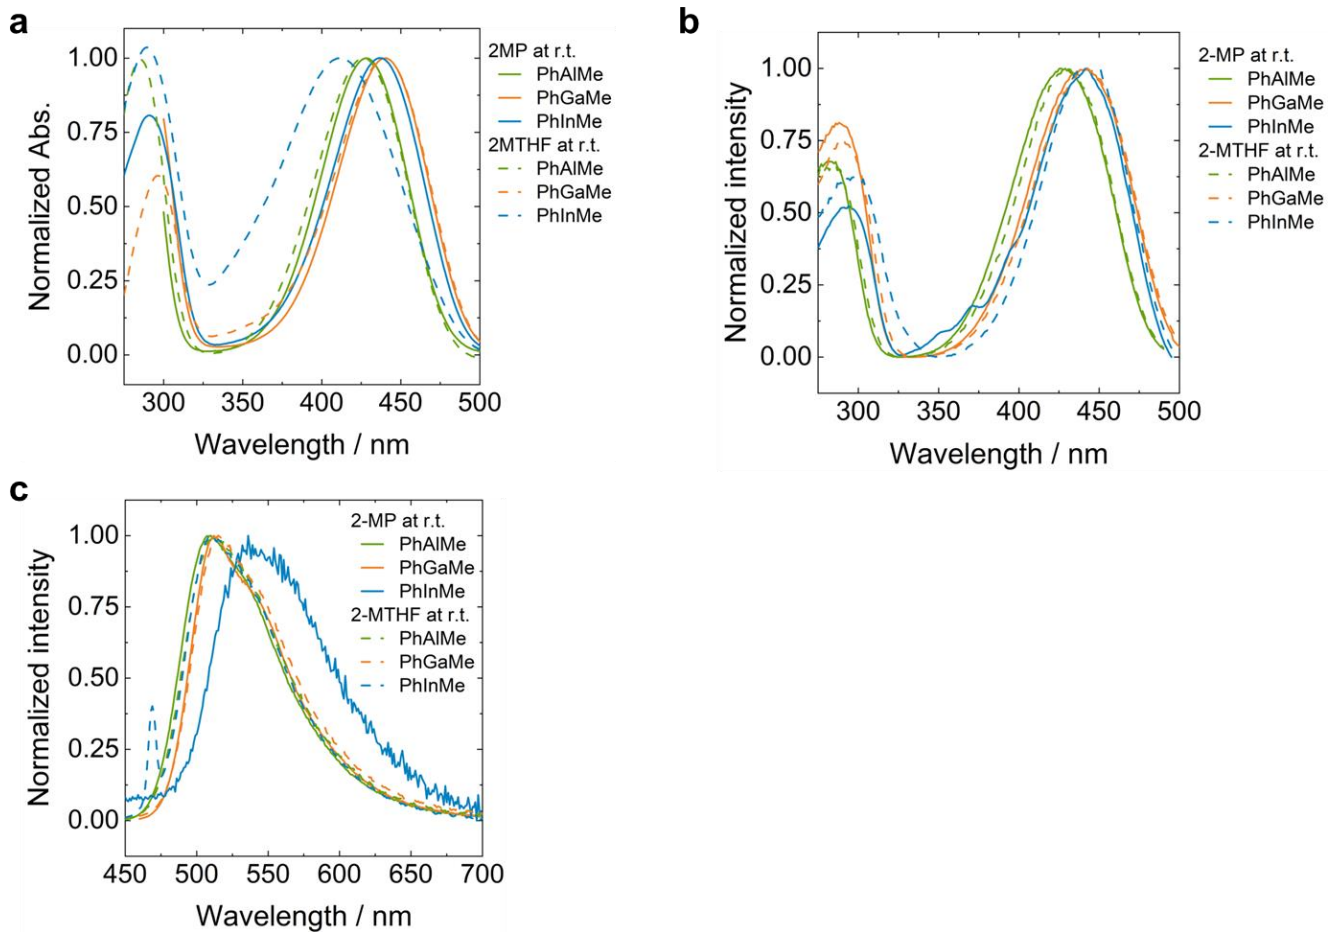 a
Normalized Abs.
1.00
0.75
0.50
0.25
0.00
300 350 400 450 500
Wavelength / nm
2MP at r.t.
PhAlMe
PhGaMe
PhInMe
2MTHF at r.t.
PhAlMe
PhGaMe
PhInMe
b
Normalized intensity
1.00
0.75
0.50
0.25
0.00
300 350 400 450 500
Wavelength / nm
2-MP at r.t.
PhAlMe
PhGaMe
PhInMe
2-MTHF at r.t.
PhAlMe
PhGaMe
PhInMe
c
Normalized intensity
1.00
0.75
0.50
0.25
0.00
450 500 550 600 650 700
Wavelength / nm
2-MP at r.t.
PhAlMe
PhGaMe
PhInMe
2-MTHF at r.t.
PhAlMe
PhGaMe
PhInMe